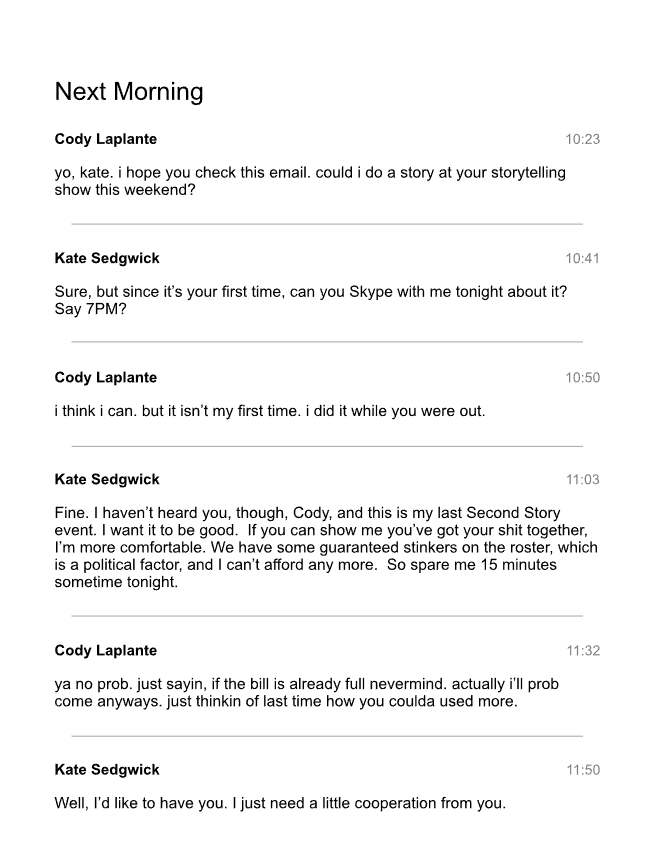 Next Morning
Cody Laplante 10:23
yo, kate. i hope you check this email. could i do a story at your storytelling
show this weekend?
Kate Sedgwick 10:41
Sure, but since it’s your first time, can you Skype with me tonight about it?
Say 7PM?
Cody Laplante 10:50
i think i can. but it isn’t my first time. i did it while you were out.
Kate Sedgwick 11:03
Fine. I haven’t heard you, though, Cody, and this is my last Second Story
event. I want it to be good.  If you can show me you’ve got your shit together,
I’m more comfortable. We have some guaranteed stinkers on the roster, which
is a political factor, and I can’t afford any more.  So spare me 15 minutes
sometime tonight.
Cody Laplante 11:32
ya no prob. just sayin, if the bill is already full nevermind. actually i’ll prob
come anyways. just thinkin of last time how you coulda used more.
Kate Sedgwick 11:50
Well, I’d like to have you. I just need a little cooperation from you.